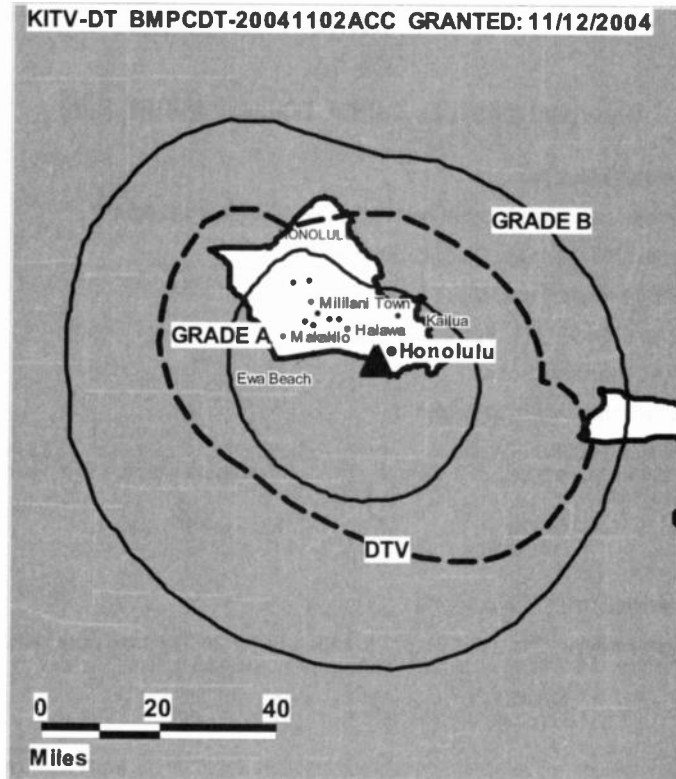 KITV-DT BMPCDT-20041102ACC GRANTED: 11/12/2004
GRADE B
HONOLUL
Mililani Town
Kailua
GRADE A
Halawa
Makakilo
Honolulu
Ewa Beach
DTV
0 20 40
Miles